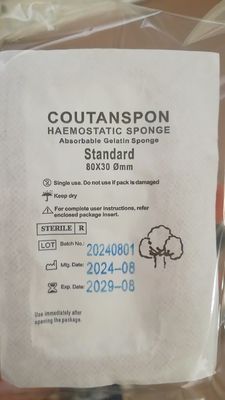 COUTANSPON
HAEMOSTATIC SPONGE
Absorbable Gelatin Sponge
Standard
80X30 Ømm
Single use. Do not use if pack is damaged
Keep dry
For complete user instructions, refer
enclosed package insert.
STERILE R
LOT Batch No.: 20240801
Mfg. Date: 2024-08
Exp. Date: 2029-08
Use immediately after
opening the package.